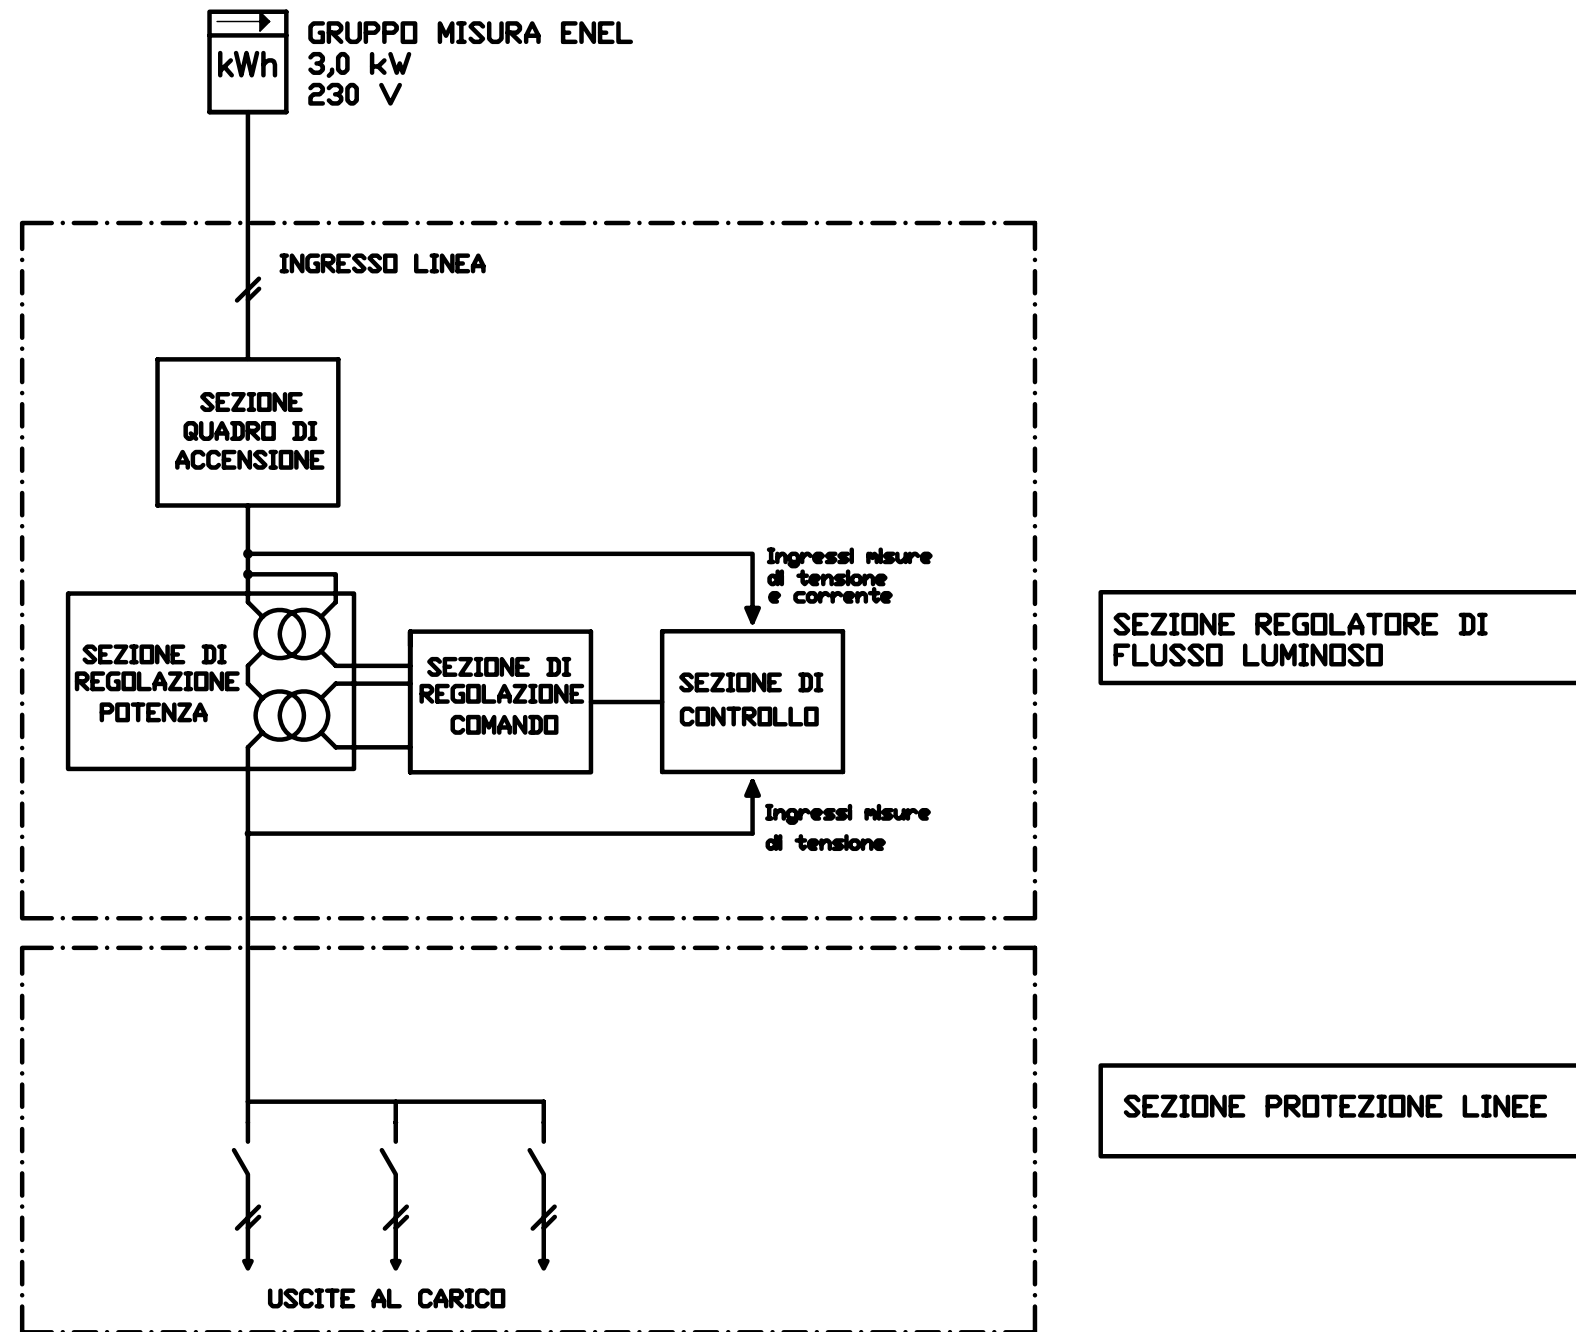 kWh
GRUPPO MISURA ENEL
3,0 kW
230 V
INGRESSO LINEA
SEZIONE
QUADRO DI
ACCENSIONE
Ingressi misure
di tensione
e corrente
SEZIONE DI
REGOLAZIONE
POTENZA
SEZIONE DI
REGOLAZIONE
COMANDO
SEZIONE DI
CONTROLLO
SEZIONE REGOLATORE DI
FLUSSO LUMINOSO
Ingressi misure
di tensione
SEZIONE PROTEZIONE LINEE
USCITE AL CARICO